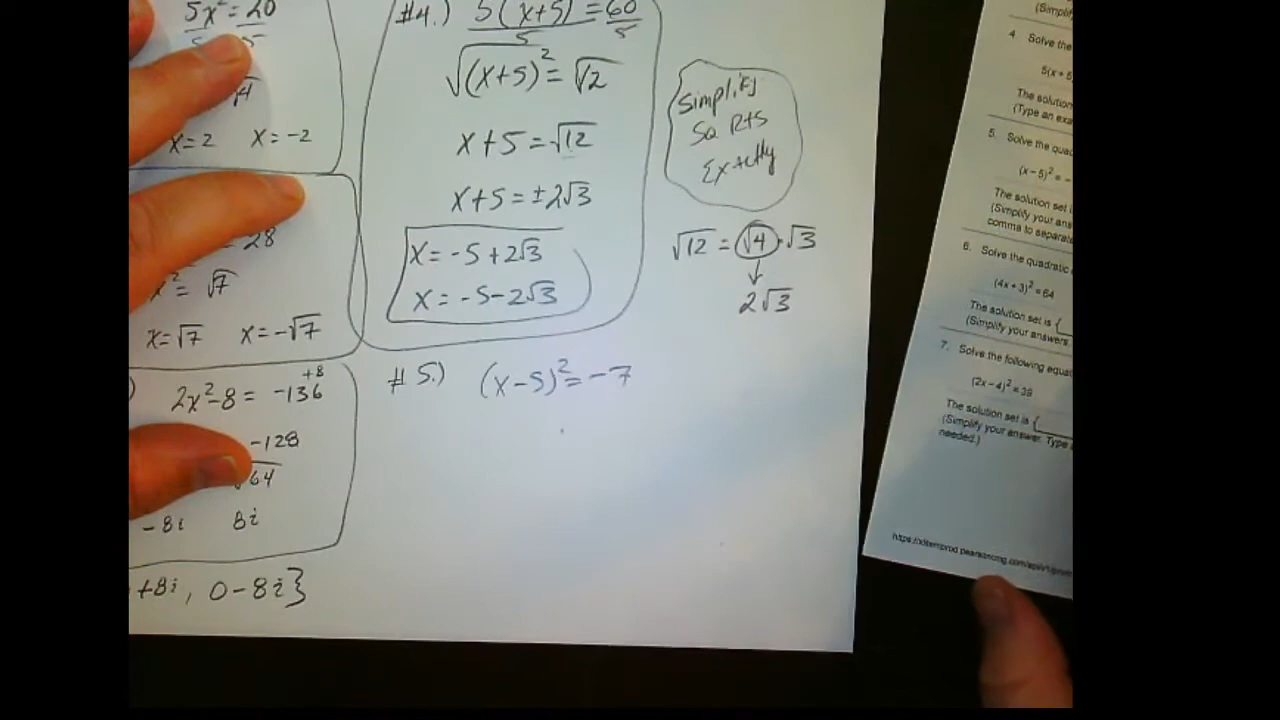 5x² = 20
x = 2 x = -2
28
x² = √7
x = √7 x = -√7
+8
2x² - 8 = -136
-128
√64
-8i 8i
+8i, 0 - 8i}
#4.) 5(x+5) = 60
5 5
√(x+5)² = √2
x + 5 = √12
x + 5 = ±2√3
x = -5 + 2√3
x = -5 - 2√3
Simplify
Sq Rts
Exactly
√12 = √4 · √3
2√3
#5.) (x-5)² = -7
(Simplif
4. Solve the
5(x + 5
The solution
(Type an exa
5. Solve the quad
(x - 5)² = -
The solution set i
(Simplify your ans
comma to separate
6. Solve the quadratic
(4x + 3)² = 64
The solution set is {
(Simplify your answers.
7. Solve the following equa
(2x - 4)² = 39
The solution set is {
(Simplify your answer. Type
needed.)